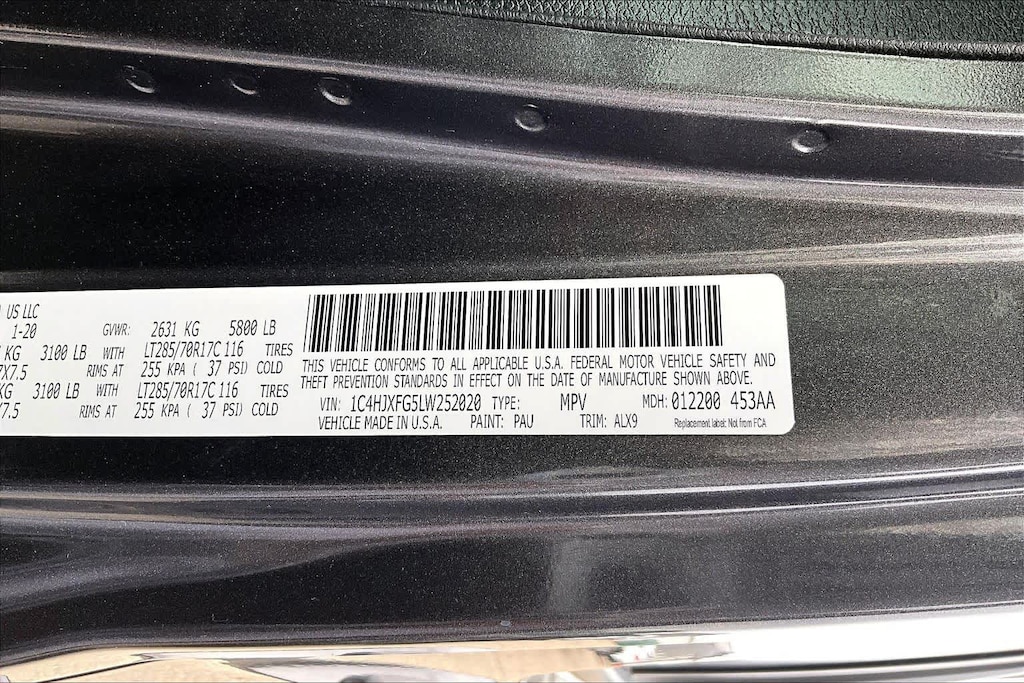 US LLC
1-20 GVWR: 2631 KG 5800 LB
KG 3100 LB WITH LT285/70R17C 116 TIRES
X7.5 RIMS AT 255 KPA ( 37 PSI) COLD
KG 3100 LB WITH LT285/70R17C 116 TIRES
X7.5 RIMS AT 255 KPA ( 37 PSI) COLD
THIS VEHICLE CONFORMS TO ALL APPLICABLE U.S.A. FEDERAL MOTOR VEHICLE SAFETY AND
THEFT PREVENTION STANDARDS IN EFFECT ON THE DATE OF MANUFACTURE SHOWN ABOVE.
VIN: 1C4HJXFG5LW252020 TYPE: MPV MDH: 012200 453AA
VEHICLE MADE IN U.S.A. PAINT: PAU TRIM: ALX9 Replacement label: Not from FCA